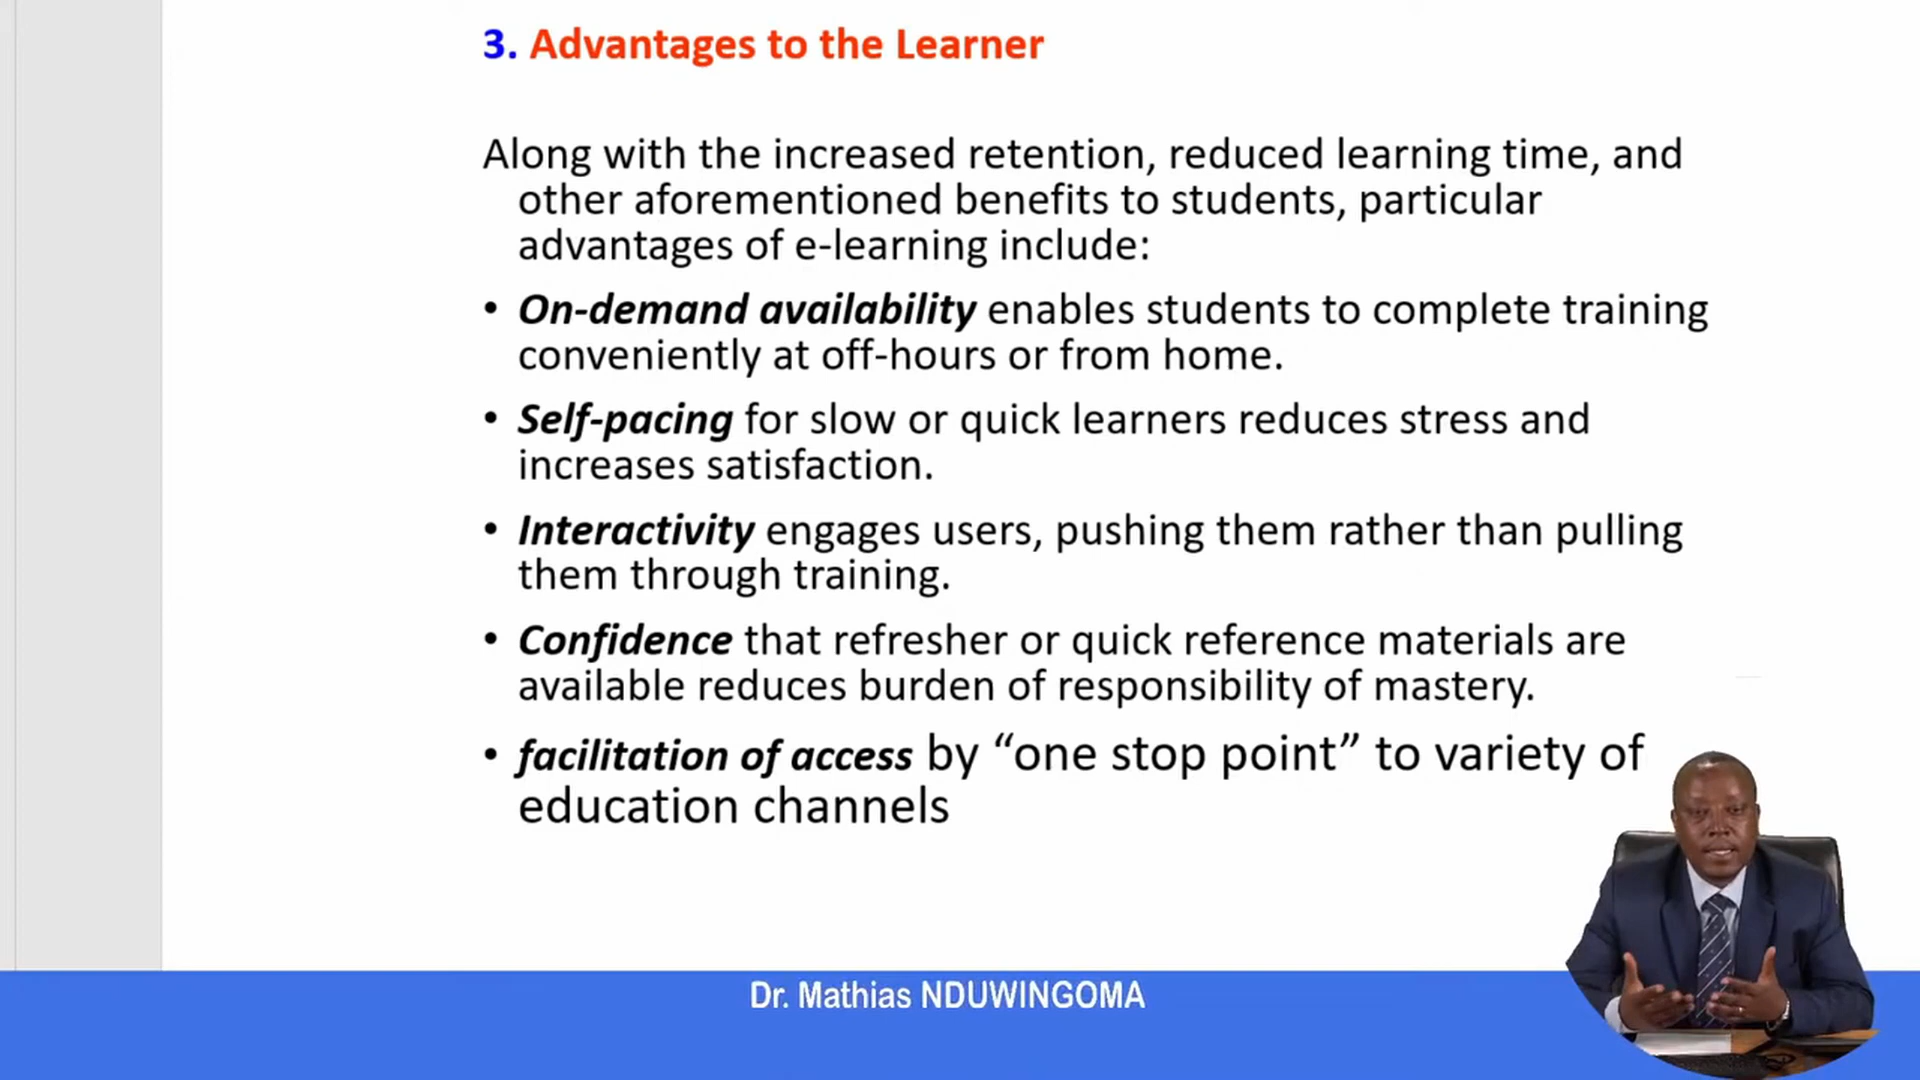 3. Advantages to the Learner
Along with the increased retention, reduced learning time, and
other aforementioned benefits to students, particular
advantages of e-learning include:
• On-demand availability enables students to complete training
conveniently at off-hours or from home.
• Self-pacing for slow or quick learners reduces stress and
increases satisfaction.
• Interactivity engages users, pushing them rather than pulling
them through training.
• Confidence that refresher or quick reference materials are
available reduces burden of responsibility of mastery.
• facilitation of access by “one stop point” to variety of
education channels
Dr. Mathias NDUWINGOMA